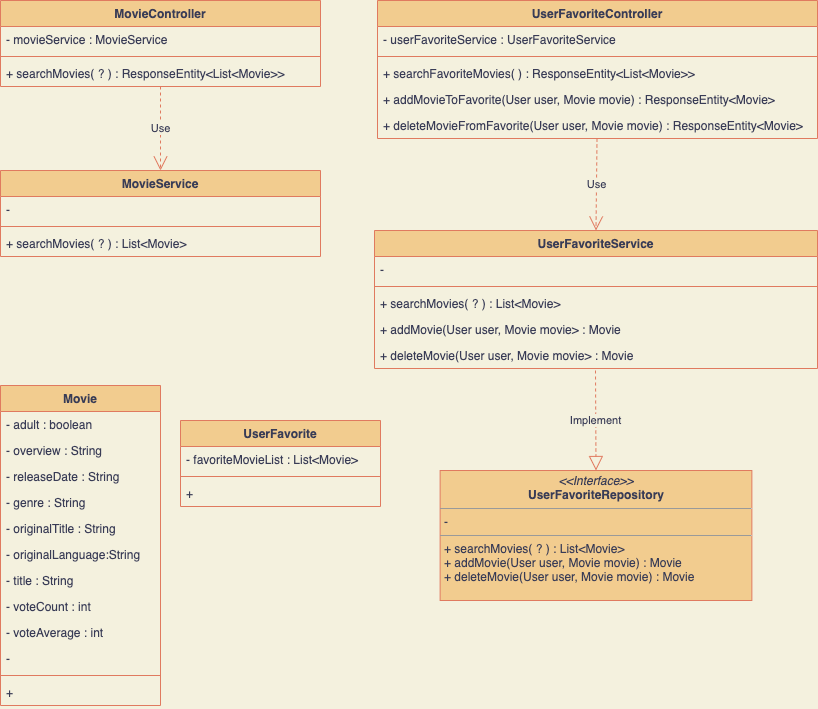 MovieController
- movieService : MovieService
+ searchMovies( ? ) : ResponseEntity<List<Movie>>
Use
MovieService
-
+ searchMovies( ? ) : List<Movie>
UserFavoriteController
- userFavoriteService : UserFavoriteService
+ searchFavoriteMovies( ) : ResponseEntity<List<Movie>>
+ addMovieToFavorite(User user, Movie movie) : ResponseEntity<Movie>
+ deleteMovieFromFavorite(User user, Movie movie) : ResponseEntity<Movie>
Use
UserFavoriteService
-
+ searchMovies( ? ) : List<Movie>
+ addMovie(User user, Movie movie> : Movie
+ deleteMovie(User user, Movie movie> : Movie
Implement
Movie
- adult : boolean
- overview : String
- releaseDate : String
- genre : String
- originalTitle : String
- originalLanguage:String
- title : String
- voteCount : int
- voteAverage : int
-
+
UserFavorite
- favoriteMovieList : List<Movie>
+
<<Interface>>
UserFavoriteRepository
-
+ searchMovies( ? ) : List<Movie>
+ addMovie(User user, Movie movie) : Movie
+ deleteMovie(User user, Movie movie) : Movie